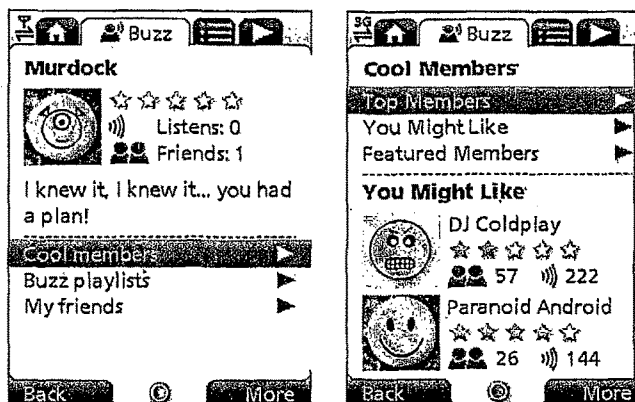 Buzz
Murdock
Listens: 0
Friends: 1
I knew it, I knew it... you had
a plan!
Cool members
Buzz playlists
My friends
Back
More
3G
Buzz
Cool Members
Top Members
You Might Like
Featured Members
You Might Like
DJ Coldplay
57 222
Paranoid Android
26 144
Back
More